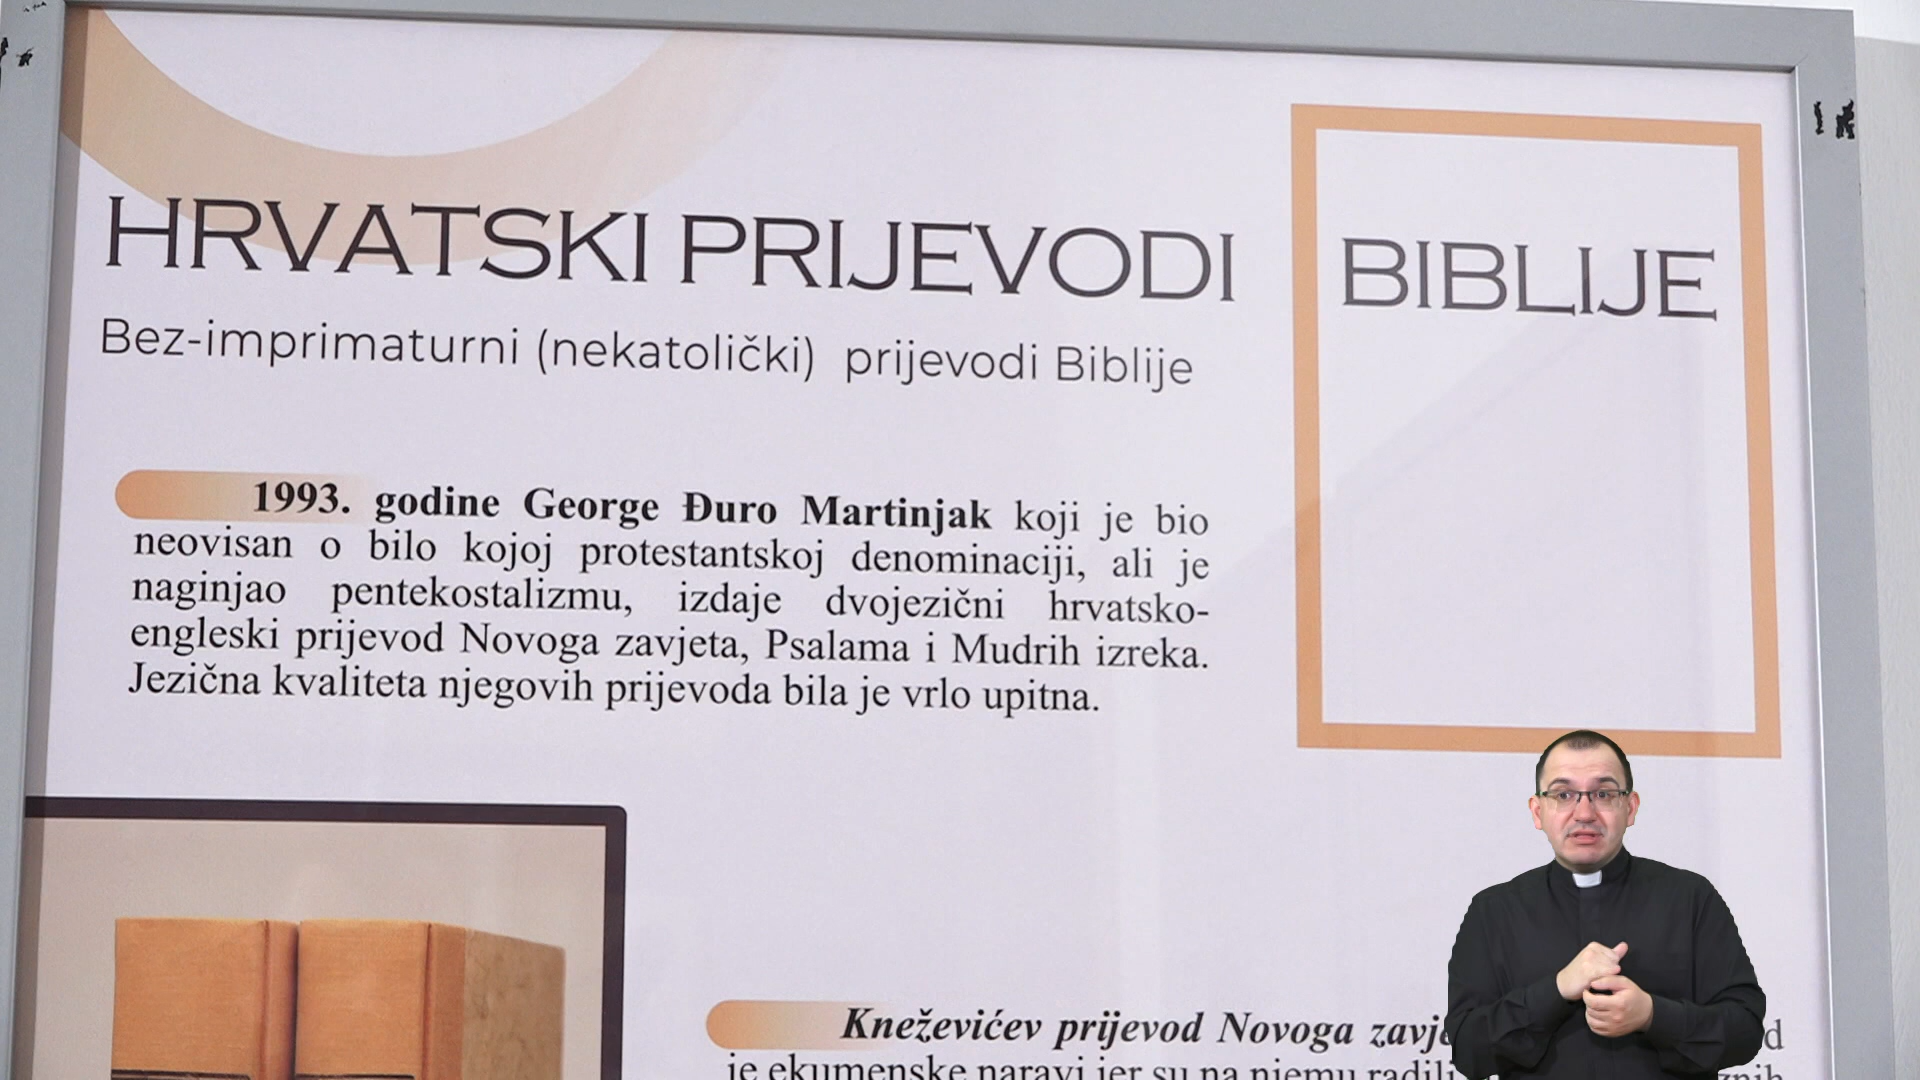 HRVATSKI PRIJEVODI BIBLIJE
Bez-imprimaturni (nekatolički) prijevodi Biblije
1993. godine George Đuro Martinjak koji je bio
neovisan o bilo kojoj protestantskoj denominaciji, ali je
naginjao pentekostalizmu, izdaje dvojezični hrvatsko-
engleski prijevod Novoga zavjeta, Psalama i Mudrih izreka.
Jezična kvaliteta njegovih prijevoda bila je vrlo upitna.
Kneževićev prijevod Novoga
je ekumenske naravi jer su na njemu radili